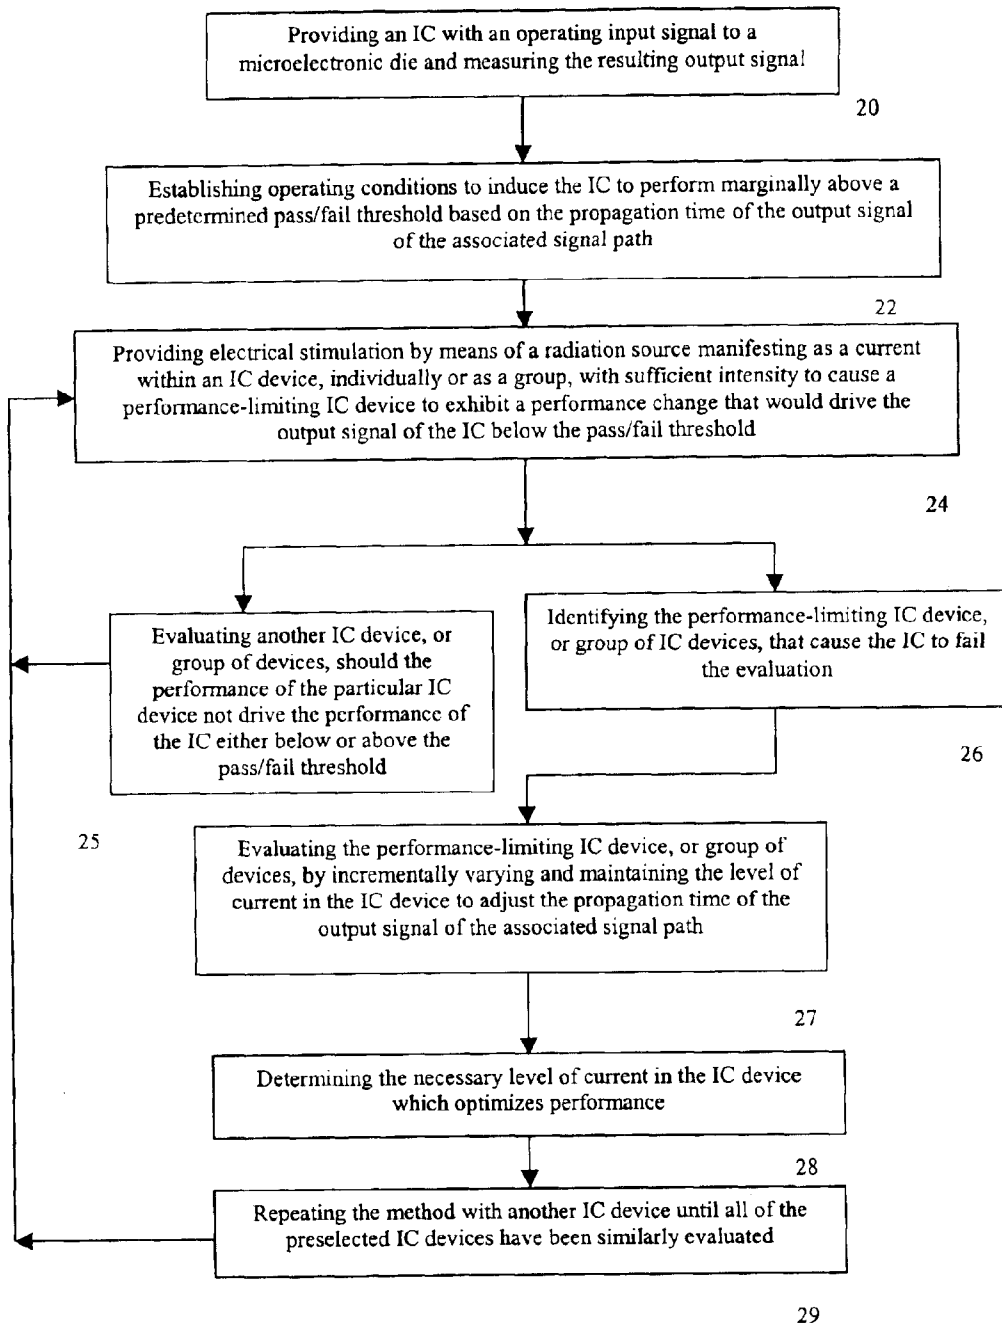 Providing an IC with an operating input signal to a
microelectronic die and measuring the resulting output signal
20
Establishing operating conditions to induce the IC to perform marginally above a
predetermined pass/fail threshold based on the propagation time of the output signal
of the associated signal path
22
Providing electrical stimulation by means of a radiation source manifesting as a current
within an IC device, individually or as a group, with sufficient intensity to cause a
performance-limiting IC device to exhibit a performance change that would drive the
output signal of the IC below the pass/fail threshold
24
Evaluating another IC device, or
group of devices, should the
performance of the particular IC
device not drive the performance of
the IC either below or above the
pass/fail threshold
25
Identifying the performance-limiting IC device,
or group of IC devices, that cause the IC to fail
the evaluation
26
Evaluating the performance-limiting IC device, or group of
devices, by incrementally varying and maintaining the level of
current in the IC device to adjust the propagation time of the
output signal of the associated signal path
27
Determining the necessary level of current in the IC device
which optimizes performance
28
Repeating the method with another IC device until all of the
preselected IC devices have been similarly evaluated
29